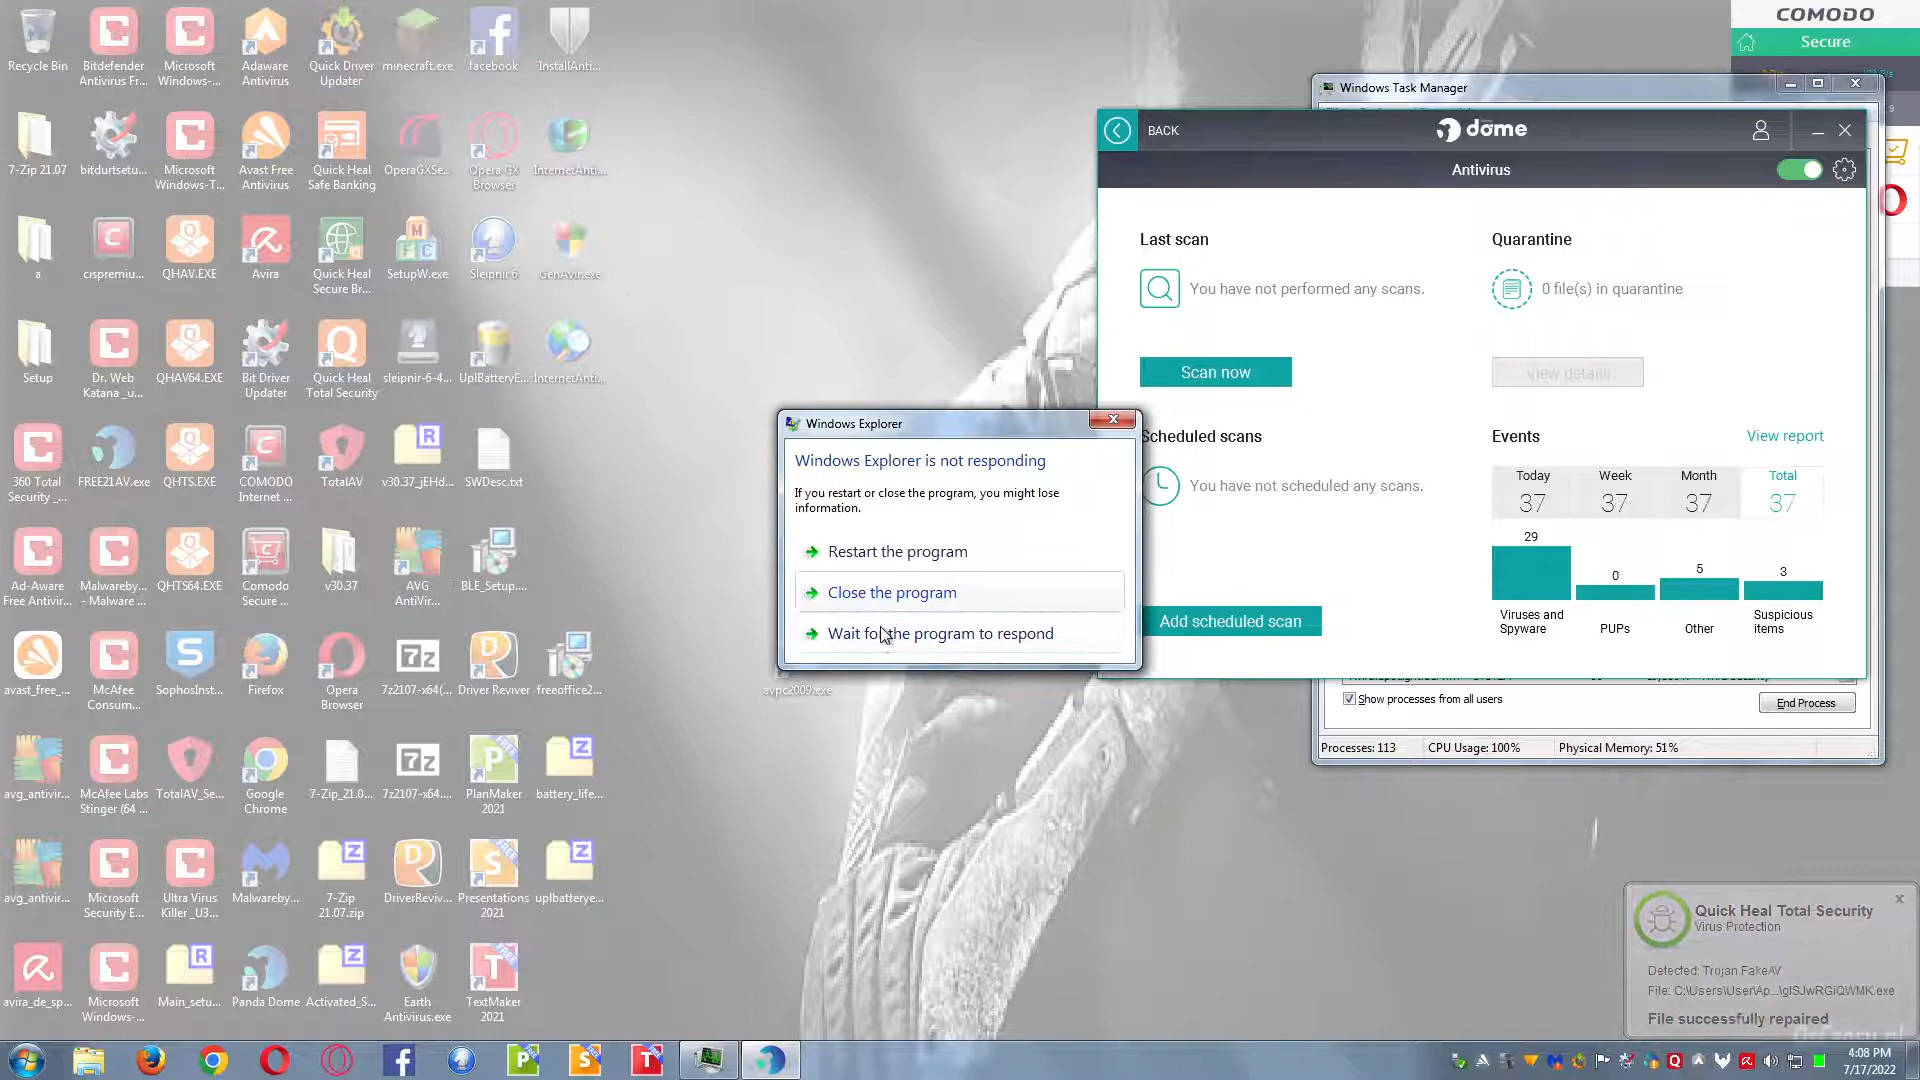 Recycle Bin
Bitdefender
Antivirus Fr...
Microsoft
Windows-...
Adaware
Antivirus
Quick Driver
Updater
minecraft.exe
facebook
InstallAnti...
7-Zip 21.07
bitdurtsetu...
Microsoft
Windows-T...
Avast Free
Antivirus
Quick Heal
Safe Banking
OperaGXSe...
Opera GX
Browser
InternetAnti...
a
cispremiu...
QHAV.EXE
Avira
Quick Heal
Secure Br...
SetupW.exe
Sleipnir 6
GenAvir.exe
Setup
Dr. Web
Katana _u...
QHAV64.EXE
Bit Driver
Updater
Quick Heal
Total Security
sleipnir-6-4...
UplBatteryE...
InternetAnti...
360 Total
Security _...
FREE21AV.exe
QHTS.EXE
COMODO
Internet ...
TotalAV
v30.37_jEHd...
SWDesc.txt
Ad-Aware
Free Antivir...
Malwareby...
- Malware ...
QHTS64.EXE
Comodo
Secure ...
v30.37
AVG
AntiVir...
BLE_Setup....
avast_free_...
McAfee
Consum...
SophosInst...
Firefox
Opera
Browser
7z2107-x64(...
Driver Reviver
freeoffice2...
avg_antivir...
McAfee Labs
Stinger (64 ...
TotalAV_Se...
Google
Chrome
7-Zip_21.0...
7z2107-x64....
PlanMaker
2021
battery_life...
avg_antivir...
Microsoft
Security E...
Ultra Virus
Killer _U3...
Malwareby...
7-Zip
21.07.zip
DriverReviv...
Presentations
2021
uplbatterye...
avira_de_sp...
Microsoft
Windows-...
Main_setu...
Panda Dome
Activated_S...
Earth
Antivirus.exe
TextMaker
2021
avpc2009.exe
Windows Explorer
Windows Explorer is not responding
If you restart or close the program, you might lose
information.
Restart the program
Close the program
Wait for the program to respond
COMODO
Secure
Windows Task Manager
BACK
dome
Antivirus
Last scan
You have not performed any scans.
Scan now
Quarantine
0 file(s) in quarantine
View details
Scheduled scans
You have not scheduled any scans.
Add scheduled scan
Events
View report
Today
Week
Month
Total
37
37
37
37
29
0
5
3
Viruses and
Spyware
PUPs
Other
Suspicious
items
Show processes from all users
End Process
Processes: 113
CPU Usage: 100%
Physical Memory: 51%
Quick Heal Total Security
Virus Protection
Detected: Trojan.FakeAV
File: C:\Users\User\Ap...\gISJwRGiQWMK.exe
File successfully repaired
4:08 PM
7/17/2022